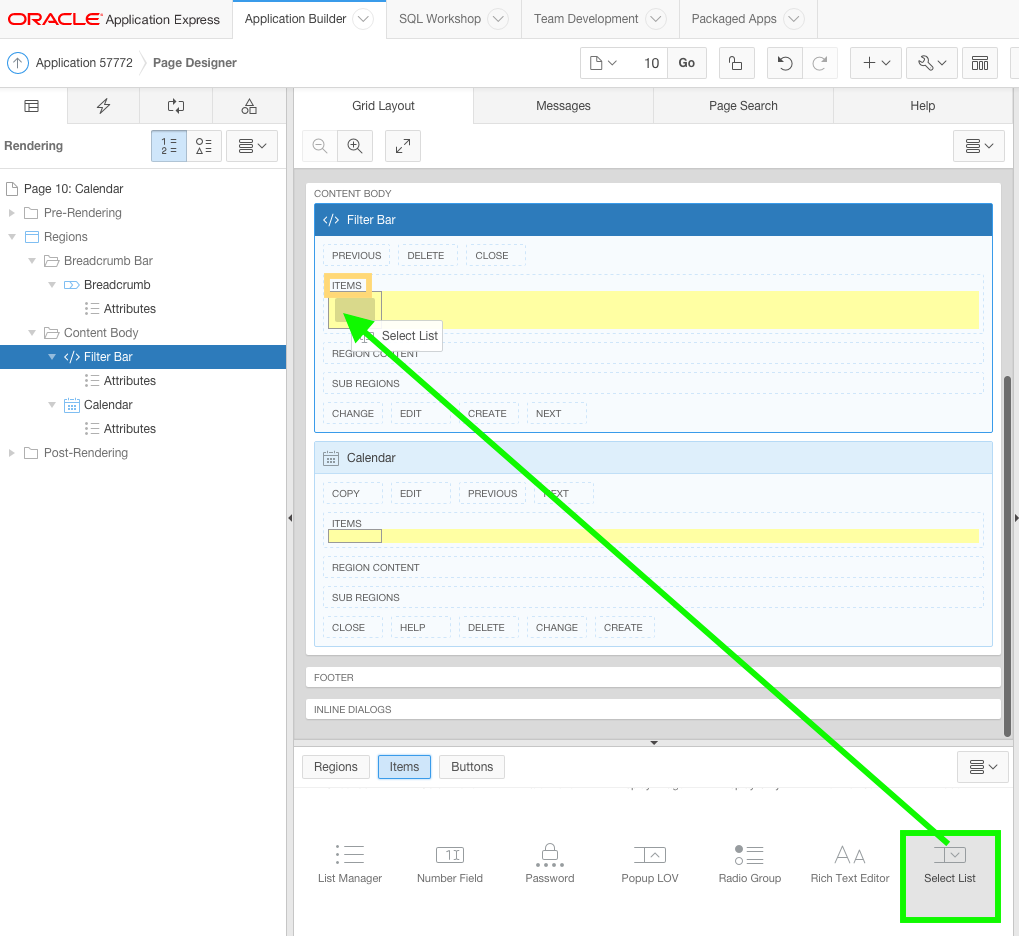 ORACLE Application Express
Application Builder
SQL Workshop
Team Development
Packaged Apps
Application 57772
Page Designer
10
Go
Grid Layout
Messages
Page Search
Help
Rendering
Page 10: Calendar
Pre-Rendering
Regions
Breadcrumb Bar
Breadcrumb
Attributes
Content Body
Filter Bar
Attributes
Calendar
Attributes
Post-Rendering
CONTENT BODY
Filter Bar
PREVIOUS DELETE CLOSE
ITEMS
Select List
REGION CONTENT
SUB REGIONS
CHANGE EDIT CREATE NEXT
Calendar
COPY EDIT PREVIOUS NEXT
ITEMS
REGION CONTENT
SUB REGIONS
CLOSE HELP DELETE CHANGE CREATE
FOOTER
INLINE DIALOGS
Regions Items Buttons
List Manager Number Field Password Popup LOV Radio Group Rich Text Editor Select List